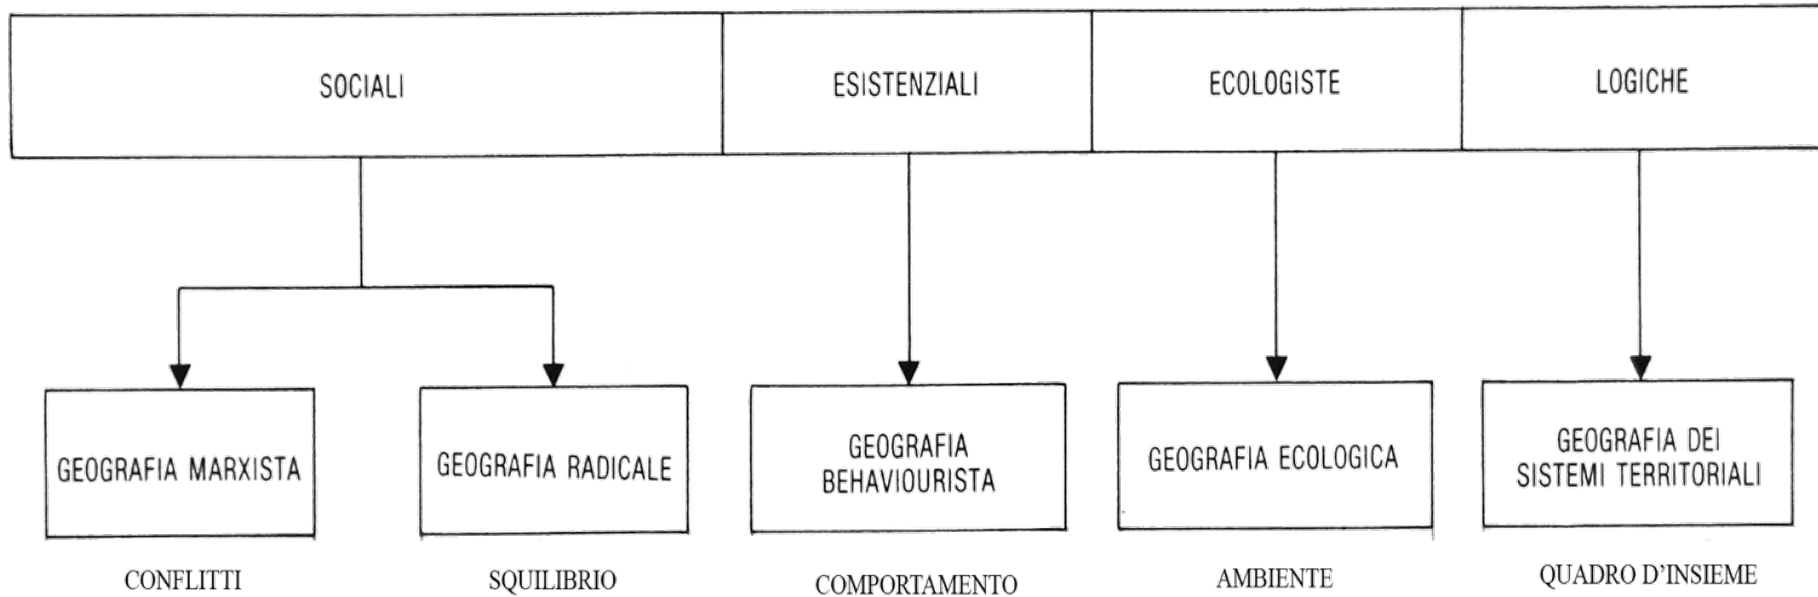 SOCIALI
ESISTENZIALI
ECOLOGISTE
LOGICHE
GEOGRAFIA MARXISTA
GEOGRAFIA RADICALE
GEOGRAFIA
BEHAVIOURISTA
GEOGRAFIA ECOLOGICA
GEOGRAFIA DEI
SISTEMI TERRITORIALI
CONFLITTI
SQUILIBRIO
COMPORTAMENTO
AMBIENTE
QUADRO D'INSIEME